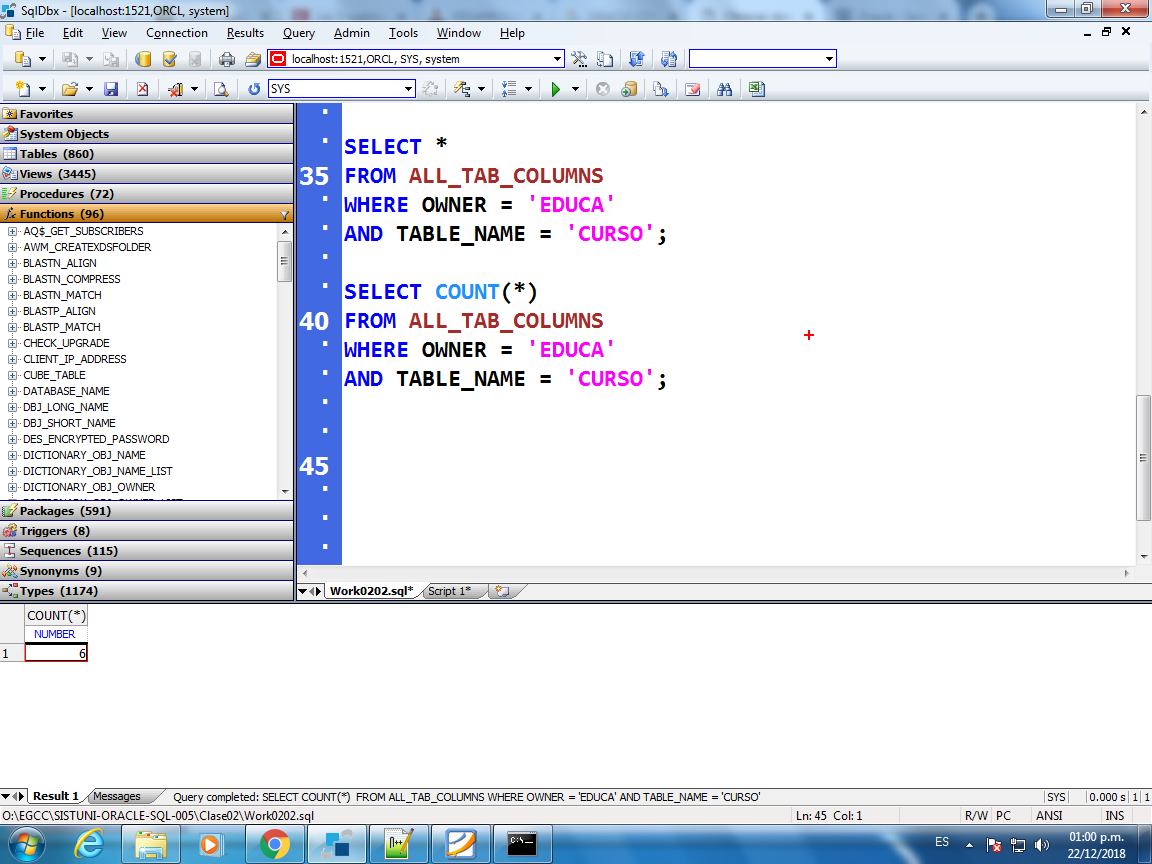 SqlDbx - [localhost:1521,ORCL, system]
File Edit View Connection Results Query Admin Tools Window Help
localhost:1521,ORCL, SYS, system
SYS
Favorites
System Objects
Tables (860)
Views (3445)
Procedures (72)
Functions (96)
AQ$_GET_SUBSCRIBERS
AWM_CREATEXDSFOLDER
BLASTN_ALIGN
BLASTN_COMPRESS
BLASTN_MATCH
BLASTP_ALIGN
BLASTP_MATCH
CHECK_UPGRADE
CLIENT_IP_ADDRESS
CUBE_TABLE
DATABASE_NAME
DBJ_LONG_NAME
DBJ_SHORT_NAME
DES_ENCRYPTED_PASSWORD
DICTIONARY_OBJ_NAME
DICTIONARY_OBJ_NAME_LIST
DICTIONARY_OBJ_OWNER
Packages (591)
Triggers (8)
Sequences (115)
Synonyms (9)
Types (1174)
SELECT *
35 FROM ALL_TAB_COLUMNS
WHERE OWNER = 'EDUCA'
AND TABLE_NAME = 'CURSO';
SELECT COUNT(*)
40 FROM ALL_TAB_COLUMNS
WHERE OWNER = 'EDUCA'
AND TABLE_NAME = 'CURSO';
45
Work0202.sql* Script 1*
COUNT(*)
NUMBER
1 6
Result 1 Messages Query completed: SELECT COUNT(*) FROM ALL_TAB_COLUMNS WHERE OWNER = 'EDUCA' AND TABLE_NAME = 'CURSO' SYS 0.000 s 1 1
O:\EGCC\SISTUNI-ORACLE-SQL-005\Clase02\Work0202.sql Ln: 45 Col: 1 R/W PC ANSI INS
ES
01:00 p.m.
22/12/2018